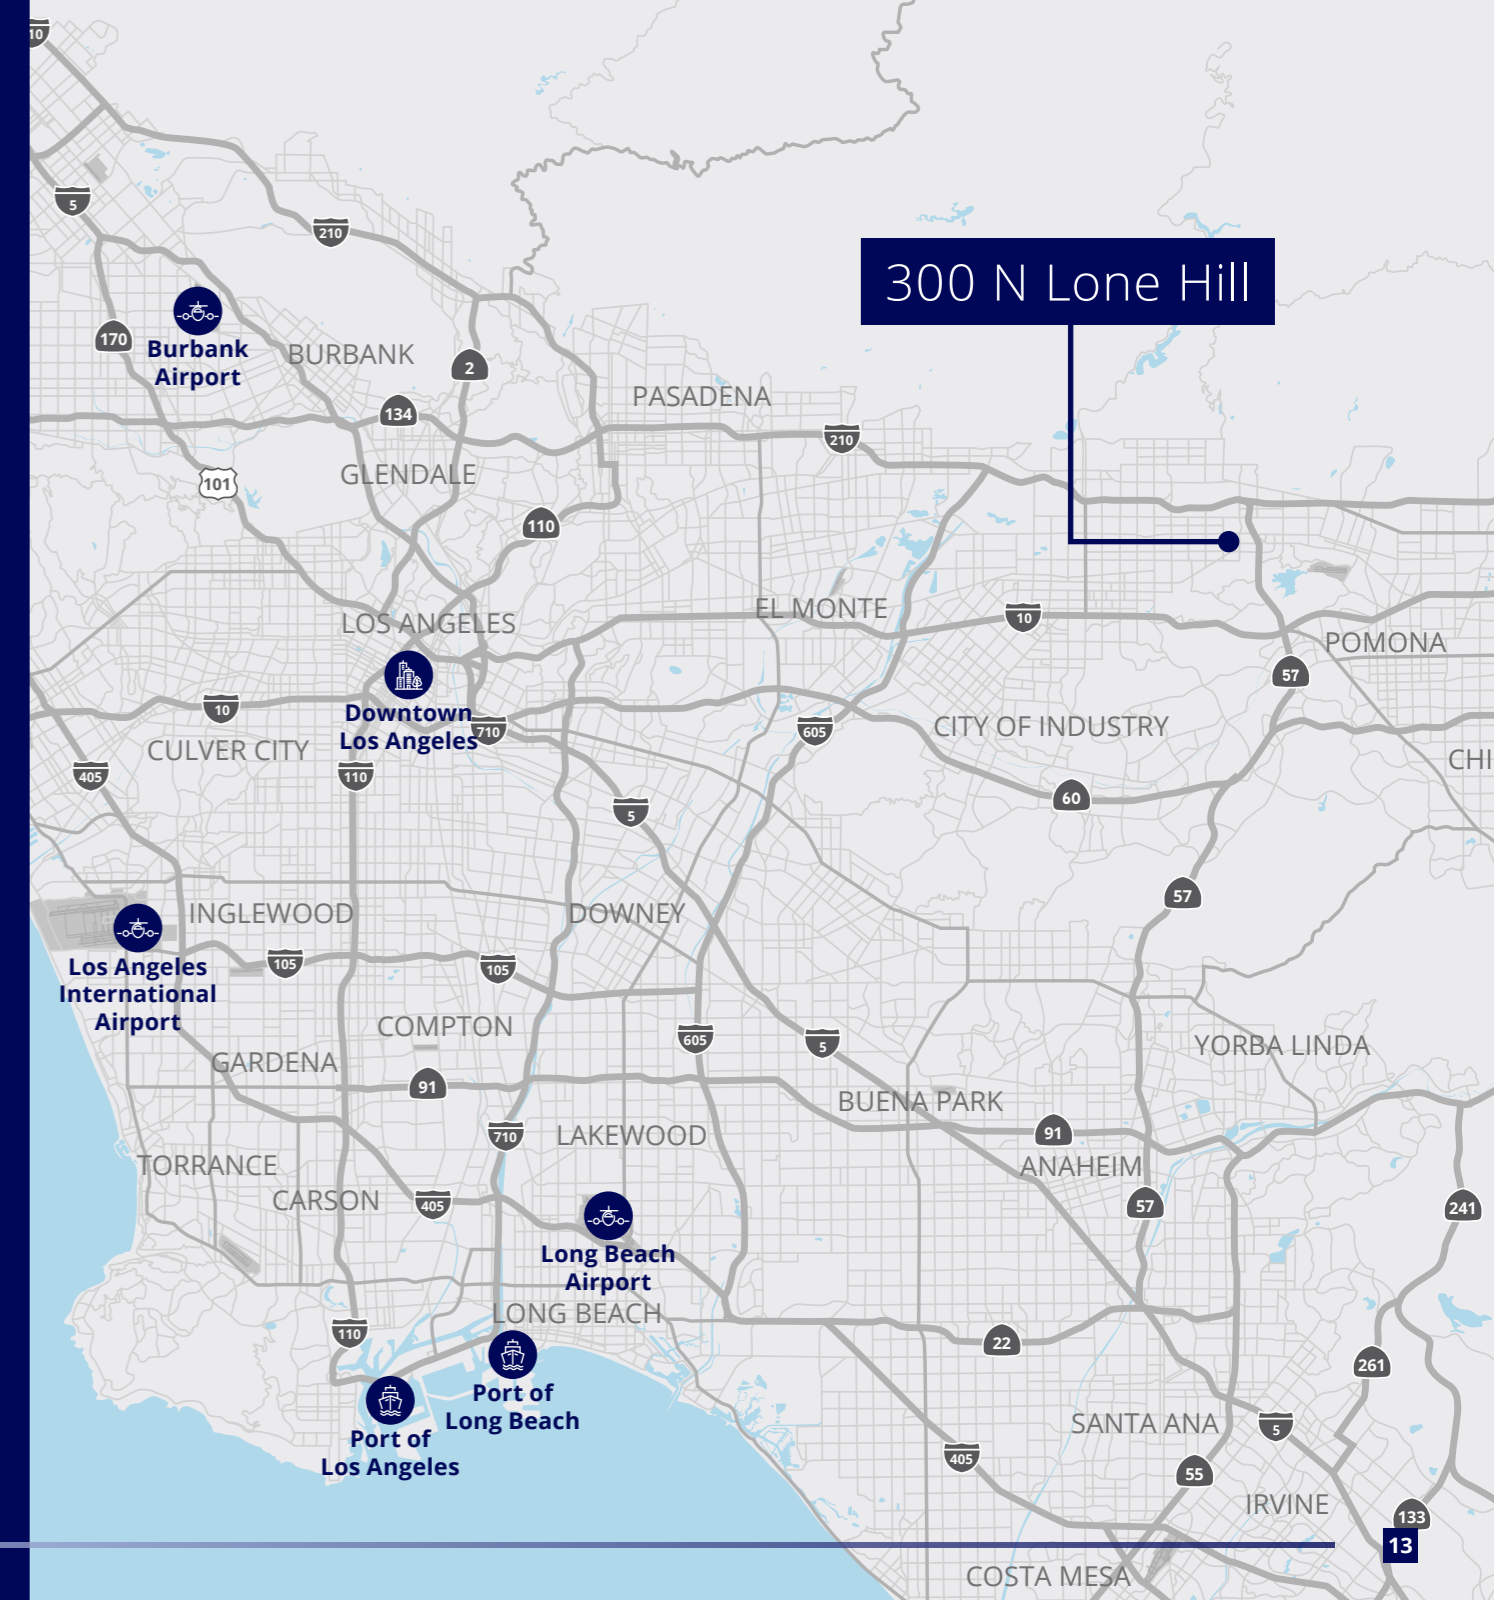 10
5
210
300 N Lone Hill
170
Burbank
Airport
BURBANK
2
134
PASADENA
210
GLENDALE
101
110
LOS ANGELES
EL MONTE
10
POMONA
57
Downtown
Los Angeles
10
710
605
CITY OF INDUSTRY
CULVER CITY
405
110
CHI
60
5
57
INGLEWOOD
DOWNEY
Los Angeles
International
Airport
105
105
COMPTON
605
5
YORBA LINDA
GARDENA
91
BUENA PARK
710
LAKEWOOD
91
ANAHEIM
TORRANCE
CARSON
405
57
241
Long Beach
Airport
LONG BEACH
110
22
261
Port of
Long Beach
Port of
Los Angeles
SANTA ANA
5
405
55
IRVINE
133
13
COSTA MESA